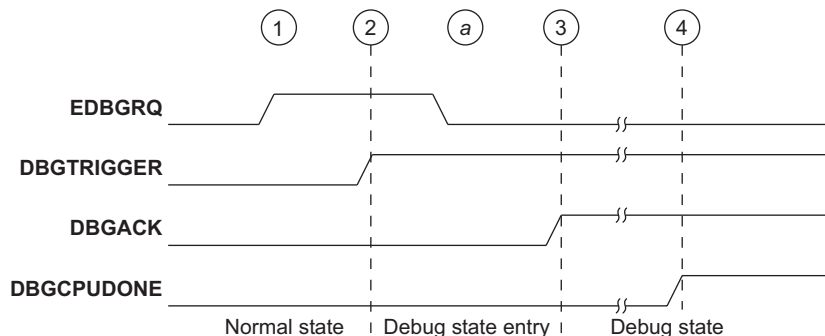 1 2 a 3 4
EDBGRQ
DBGTRIGGER
DBGACK
DBGCPUDONE
Normal state Debug state entry Debug state